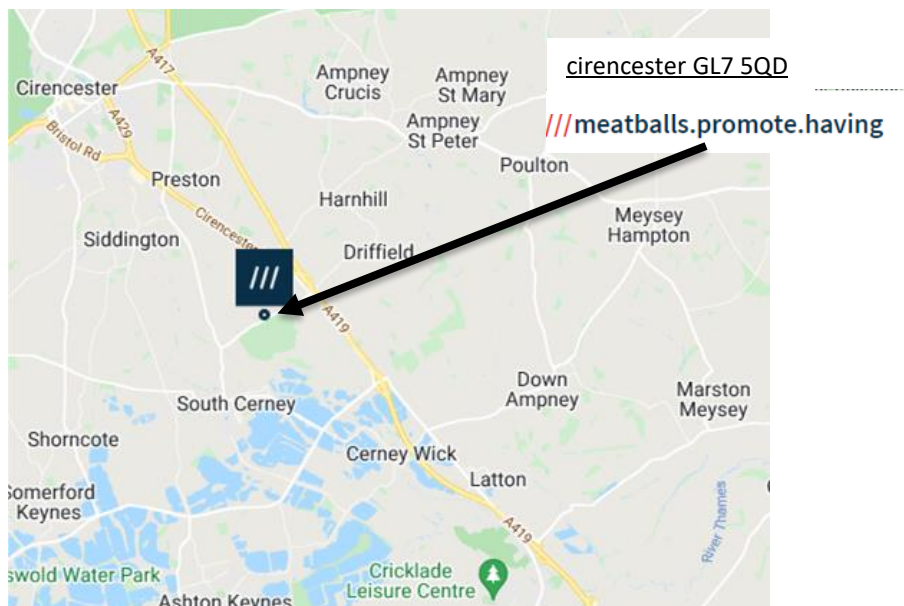 cirencester GL7 5QD
///meatballs.promote.having
A417
Cirencester
Ampney
Crucis
Ampney
St Mary
A429
Ampney
St Peter
Bristol Rd
Poulton
Preston
Harnhill
Meysey
Hampton
Siddington
Cirencester
Driffield
///
A419
Down
Ampney
Marston
Meysey
South Cerney
Shorncote
Cerney Wick
Latton
Somerford
Keynes
A419
River Thames
swold Water Park
Cricklade
Leisure Centre
Ashton Keynes